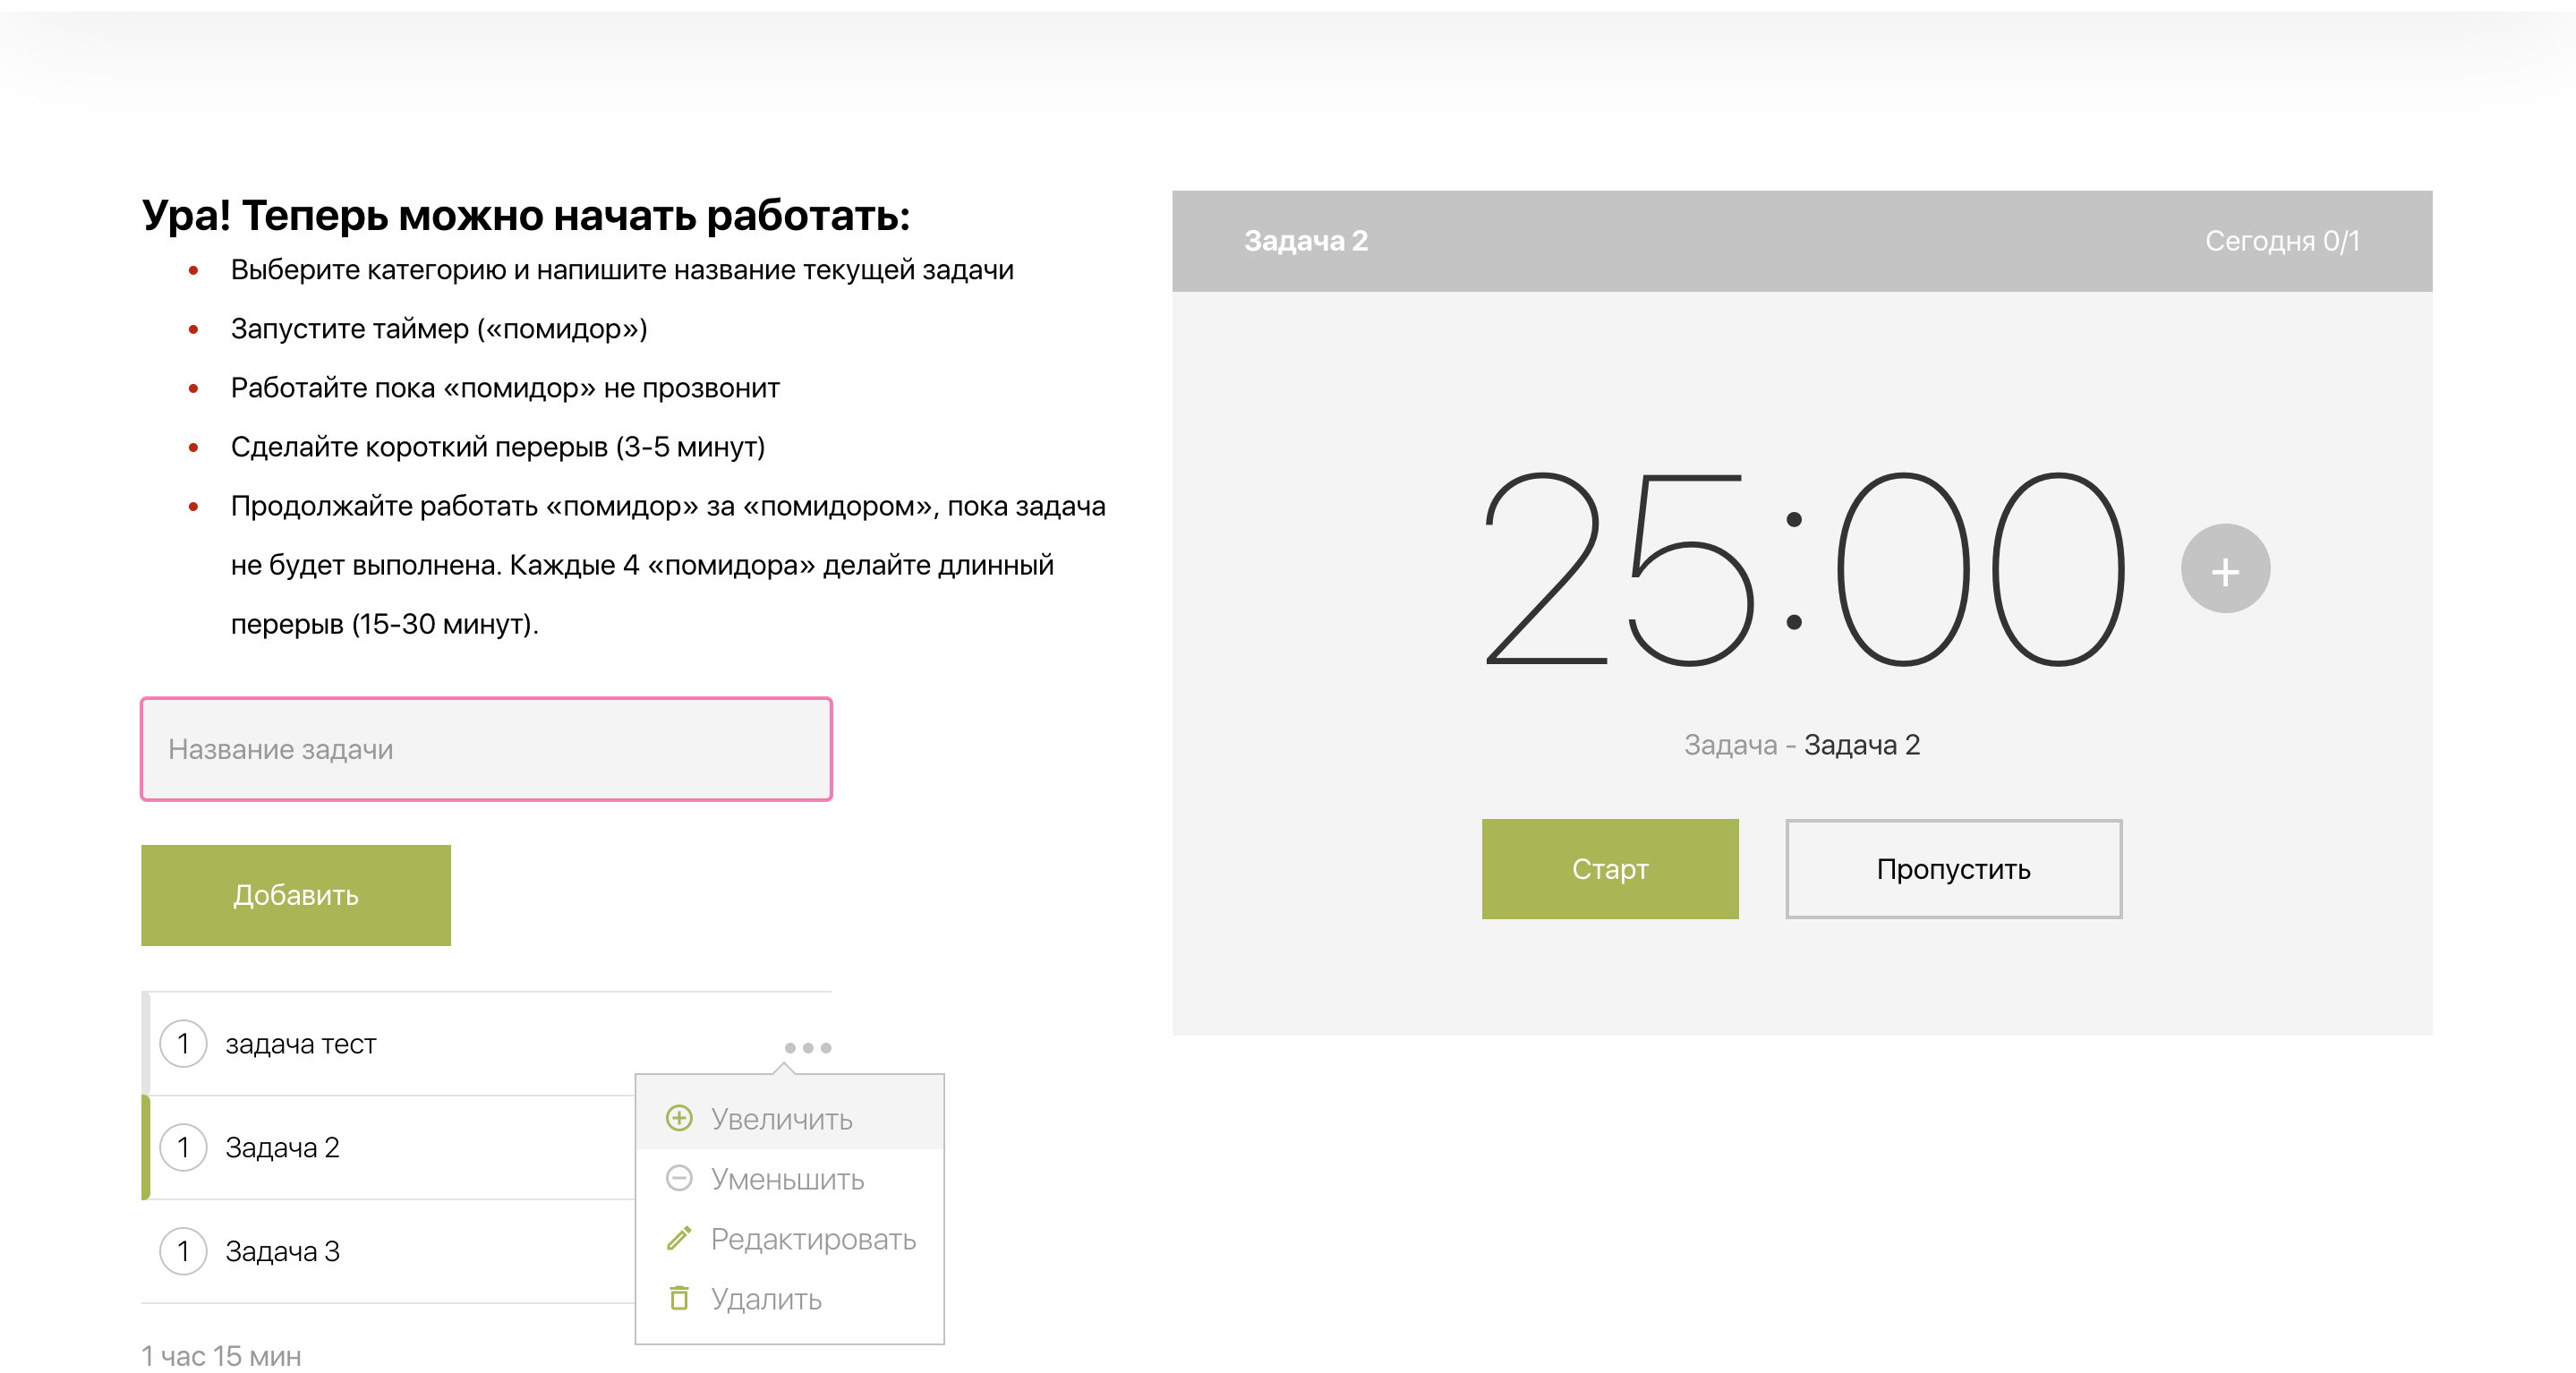 Ура! Теперь можно начать работать:
Выберите категорию и напишите название текущей задачи
Запустите таймер («помидор»)
Работайте пока «помидор» не прозвонит
Сделайте короткий перерыв (3-5 минут)
Продолжайте работать «помидор» за «помидором», пока задача
не будет выполнена. Каждые 4 «помидора» делайте длинный
перерыв (15-30 минут).
Название задачи
Добавить
1 задача тест
1 Задача 2
1 Задача 3
Увеличить
Уменьшить
Редактировать
Удалить
1 час 15 мин
Задача 2 Сегодня 0/1
25:00 +
Задача - Задача 2
Старт Пропустить